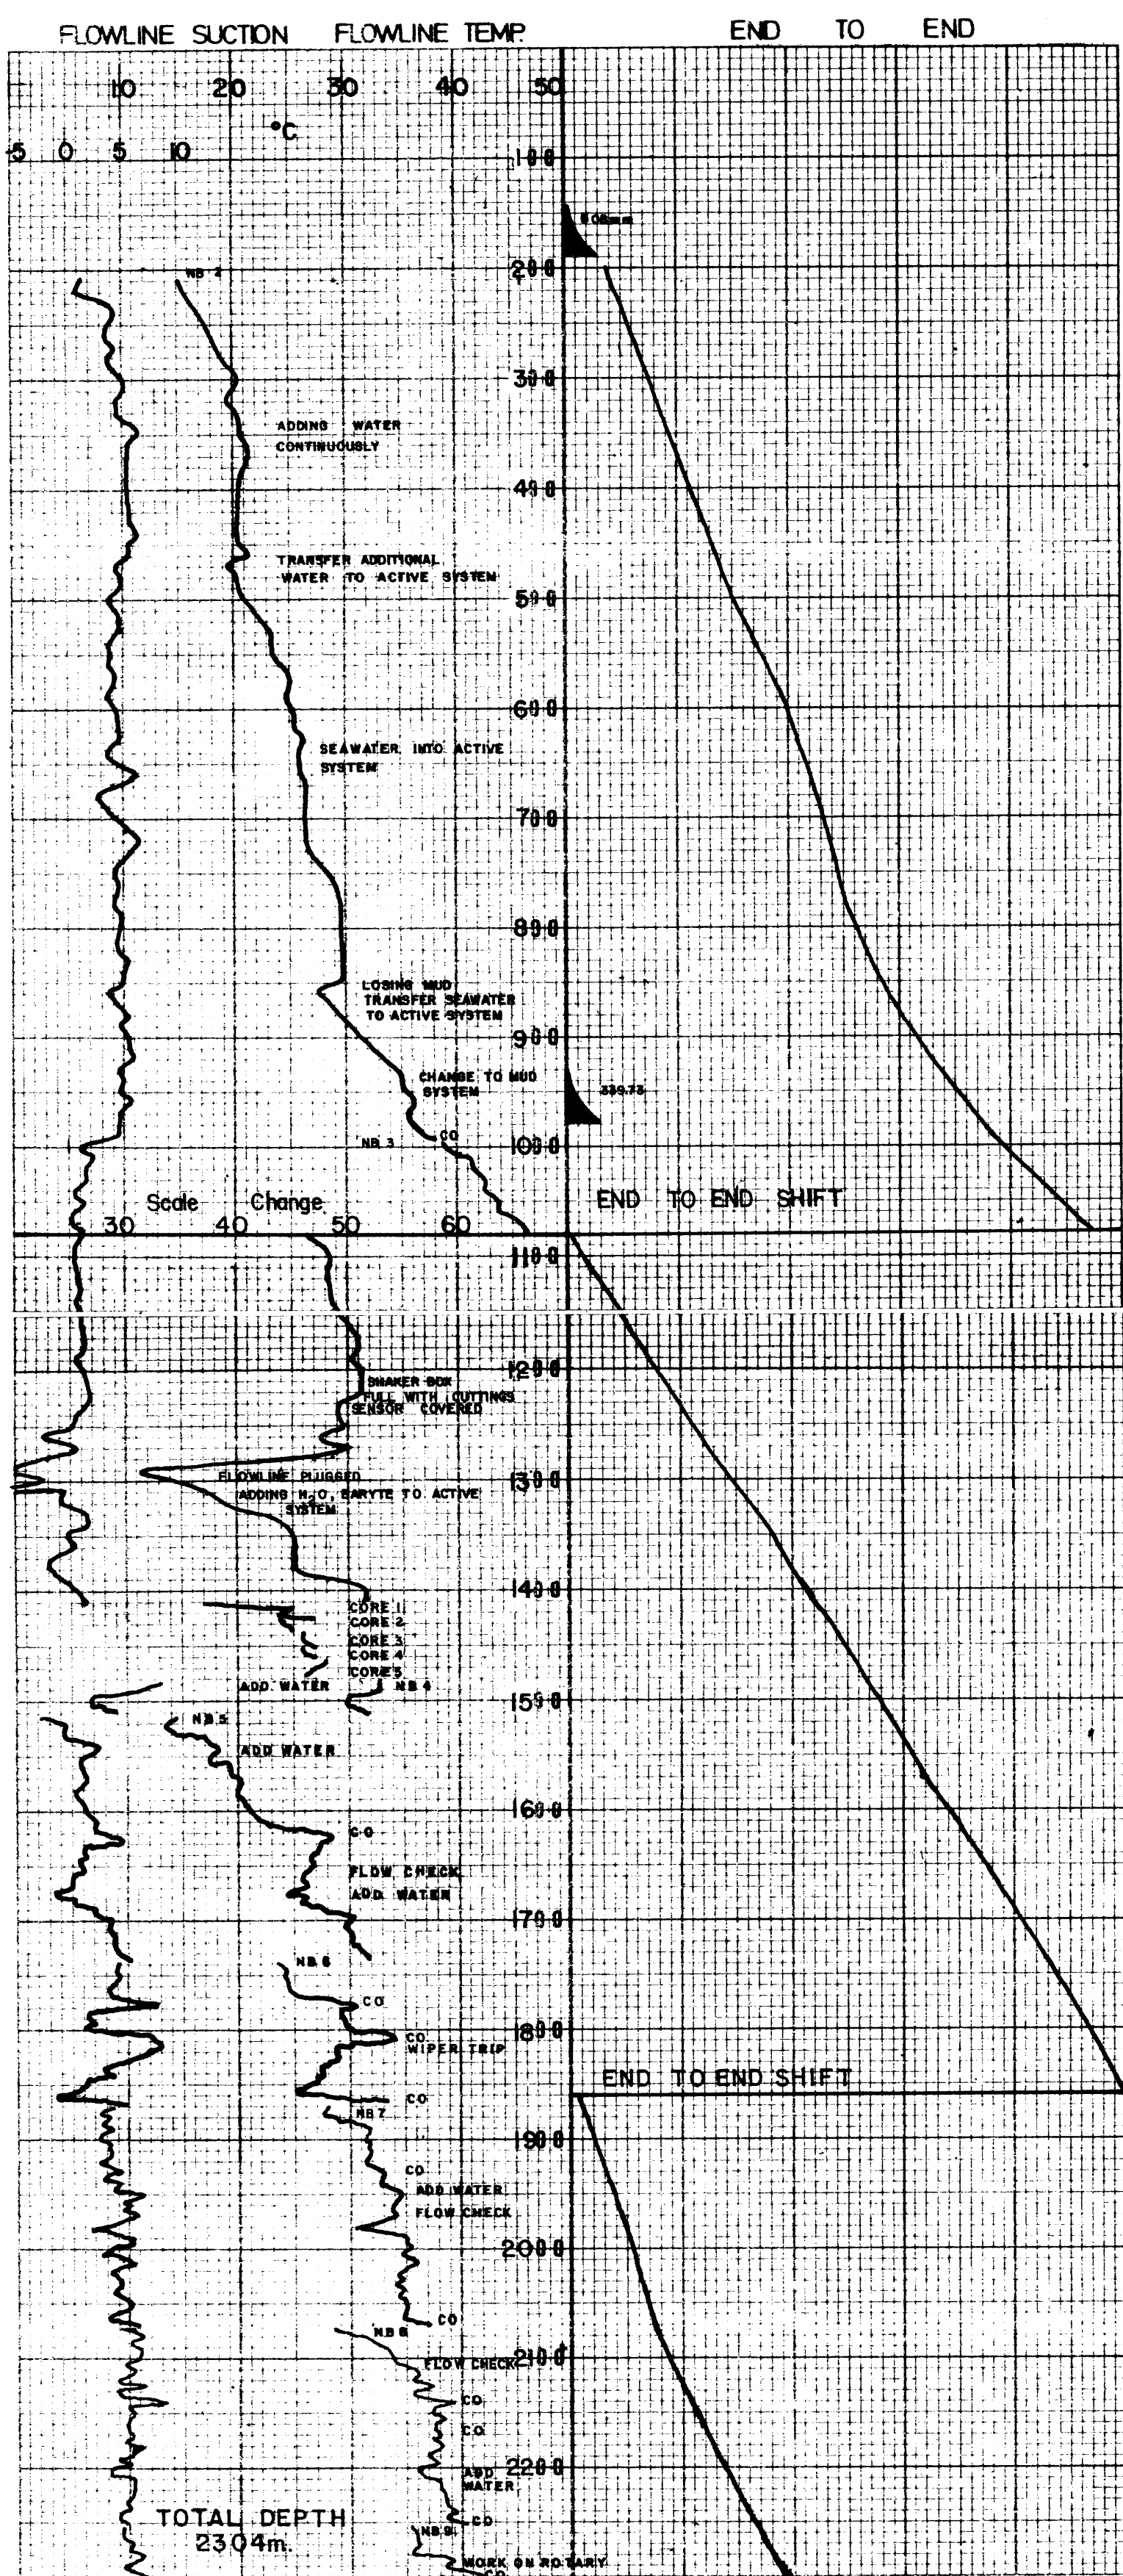 FLOWLINE SUCTION FLOWLINE TEMP. END TO END
10 20 30 40 50
°C
-5 0 5 10
100
508mm
200
NB 2
300
ADDING WATER
CONTINUOUSLY
400
TRANSFER ADDITIONAL
WATER TO ACTIVE SYSTEM
500
600
SEAWATER INTO ACTIVE
SYSTEM
700
800
LOSING MUD
TRANSFER SEAWATER
TO ACTIVE SYSTEM
900
CHANGE TO MUD
SYSTEM
339.73
CO
NB 3
1000
Scale Change
END TO END SHIFT
30 40 50 60
1100
1200
SHAKER BOX
FULL WITH CUTTINGS
SENSOR COVERED
FLOWLINE PLUGGED
1300
ADDING H2O, BARYTE TO ACTIVE
SYSTEM
1400
CORE 1
CORE 2
CORE 3
CORE 4
CORE 5
ADD WATER NB 4
1500
NB 5
ADD WATER
1600
CO
FLOW CHECK
ADD WATER
1700
NB 6
CO
1800
CO
WIPER TRIP
END TO END SHIFT
CO
NB 7
1900
CO
ADD WATER
FLOW CHECK
2000
CO
NB 8
FLOW CHECK
2100
CO
CO
2200
ADD
WATER
TOTAL DEPTH
2304m.
CO
NB 9
WORK ON ROTARY
CO